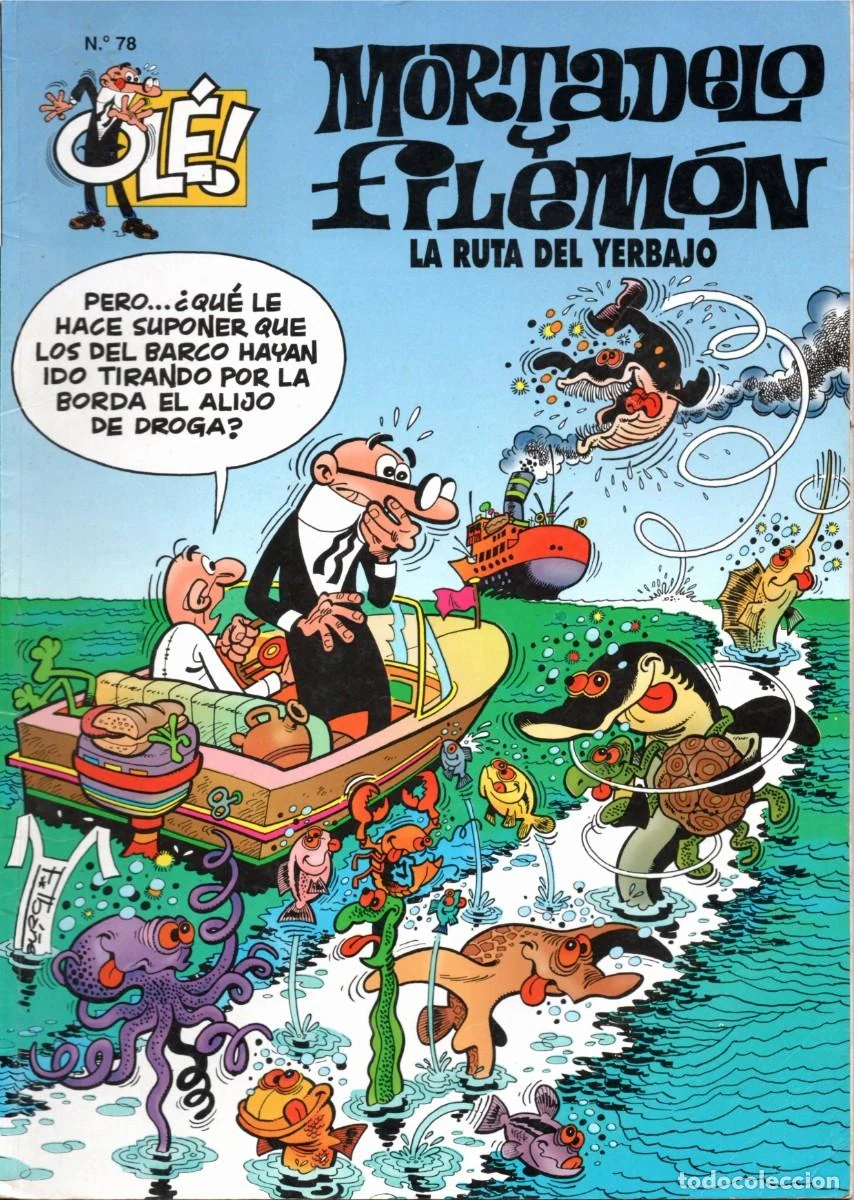 N.º 78
OLÉ!
MORTADELO
Y
FILEMÓN
LA RUTA DEL YERBAJO
PERO...¿QUÉ LE
HACE SUPONER QUE
LOS DEL BARCO HAYAN
IDO TIRANDO POR LA
BORDA EL ALIJO
DE DROGA?
F. Ibáñez
todocoleccion